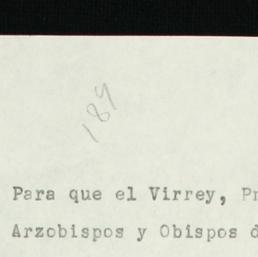 189
Para que el Virrey, Pr
Arzobispos y Obispos d